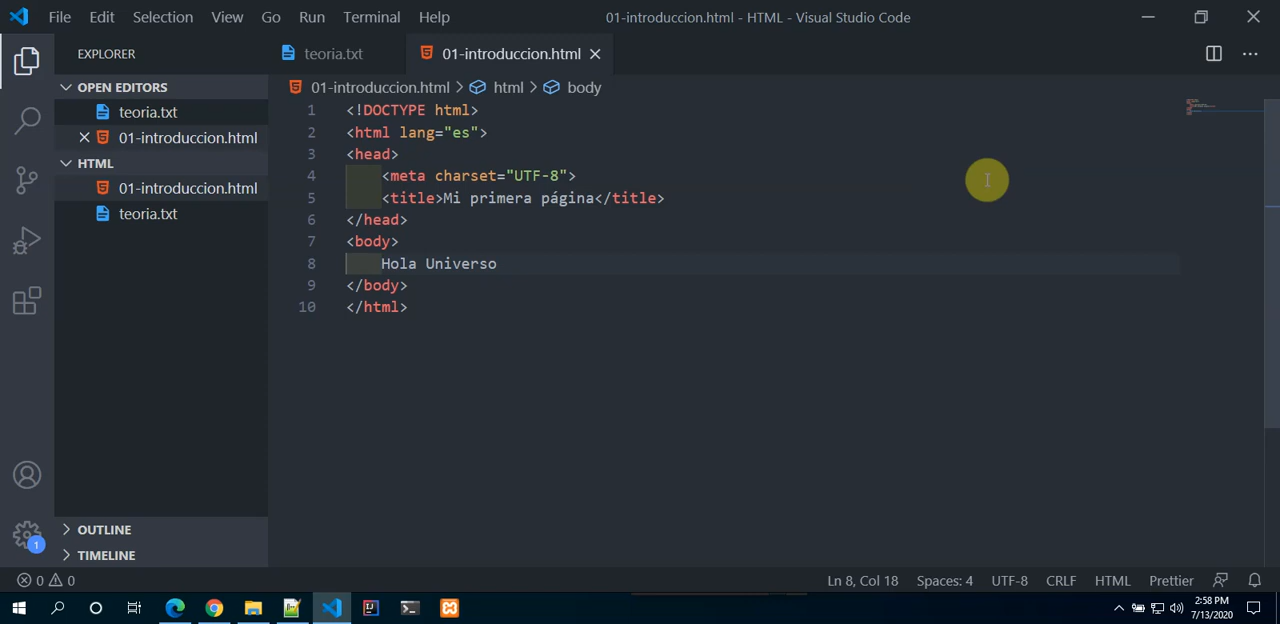 File Edit Selection View Go Run Terminal Help 01-introduccion.html - HTML - Visual Studio Code
EXPLORER
OPEN EDITORS
teoria.txt
01-introduccion.html
HTML
01-introduccion.html
teoria.txt
OUTLINE
TIMELINE
1
teoria.txt 01-introduccion.html
01-introduccion.html > html > body
1 <!DOCTYPE html>
2 <html lang="es">
3 <head>
4 <meta charset="UTF-8">
5 <title>Mi primera página</title>
6 </head>
7 <body>
8 Hola Universo
9 </body>
10 </html>
0 0 Ln 8, Col 18 Spaces: 4 UTF-8 CRLF HTML Prettier
2:58 PM
7/13/2020